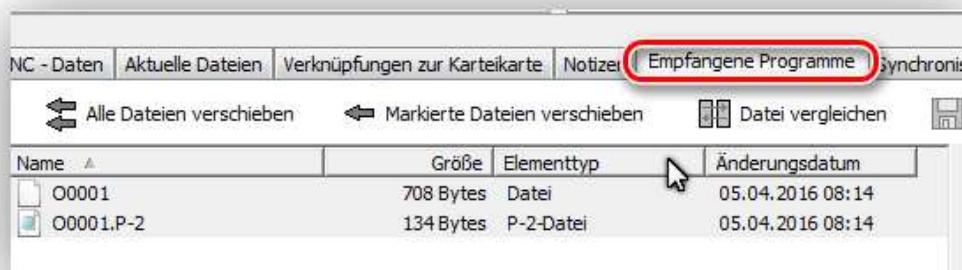 NC - Daten Aktuelle Dateien Verknüpfungen zur Karteikarte Notizen Empfangene Programme Synchronis
Alle Dateien verschieben Markierte Dateien verschieben Datei vergleichen
Name Größe Elementtyp Änderungsdatum
O0001 708 Bytes Datei 05.04.2016 08:14
O0001.P-2 134 Bytes P-2-Datei 05.04.2016 08:14